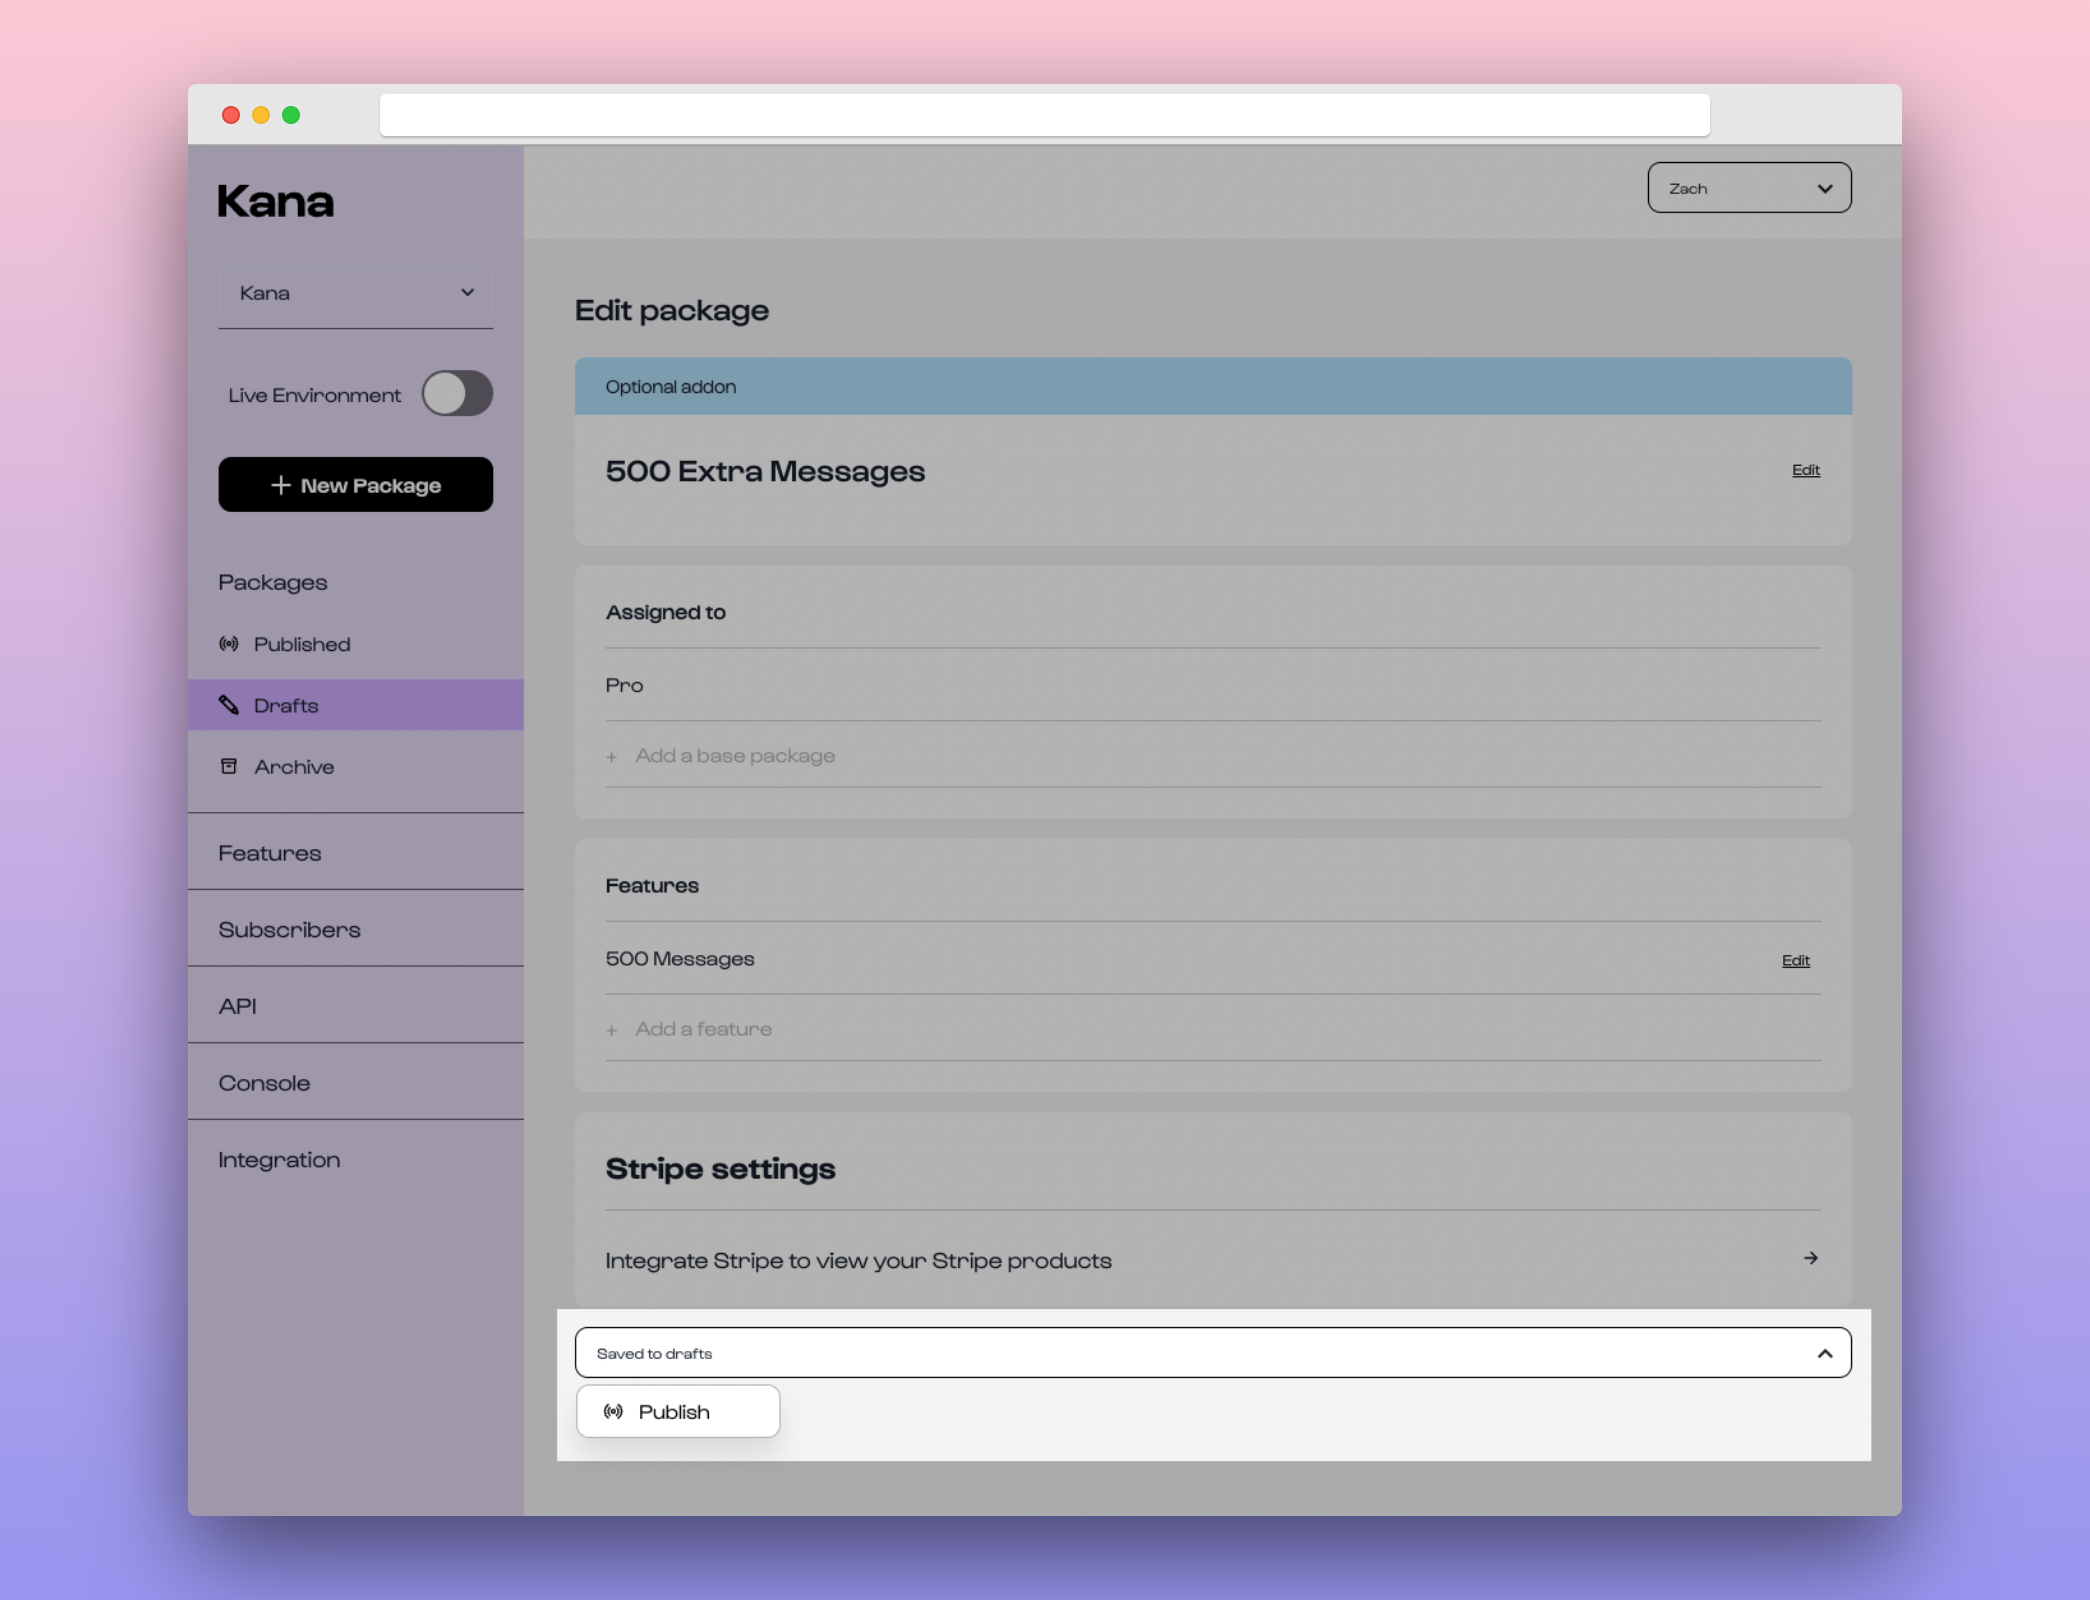 Kana
Kana
Live Environment
+ New Package
Packages
Published
Drafts
Archive
Features
Subscribers
API
Console
Integration
Zach
Edit package
Optional addon
500 Extra Messages
Edit
Assigned to
Pro
+ Add a base package
Features
500 Messages
Edit
+ Add a feature
Stripe settings
Integrate Stripe to view your Stripe products
Saved to drafts
Publish